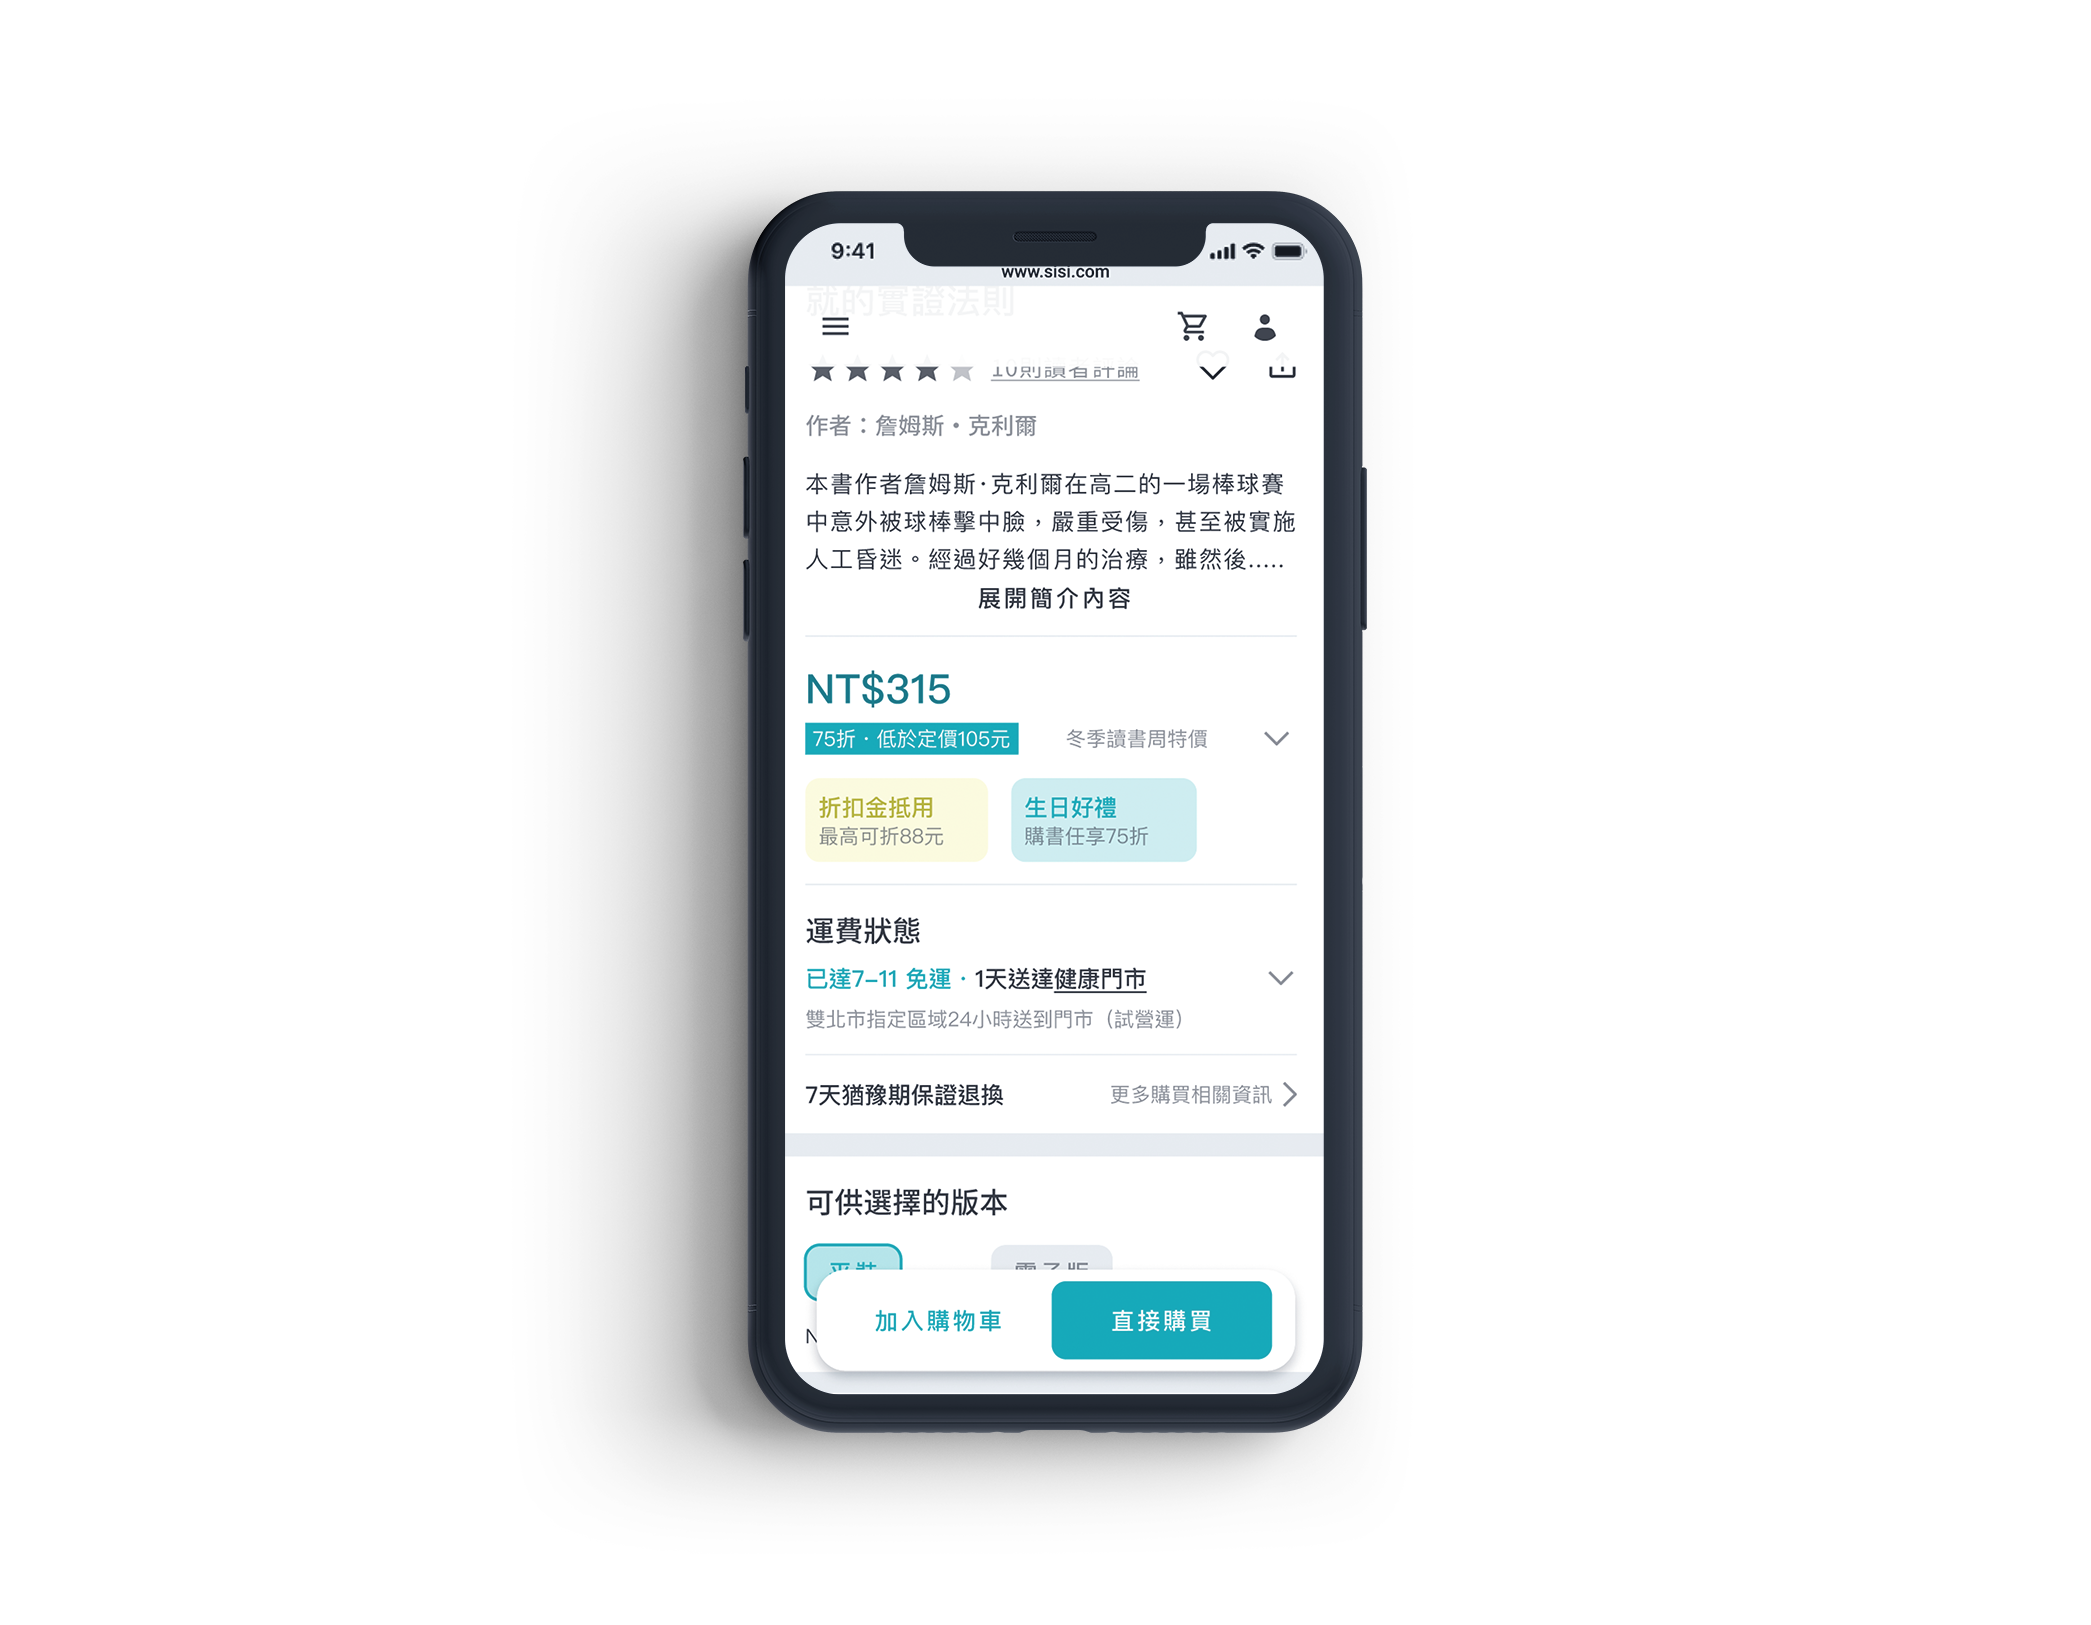 9:41
www.sisi.com
就的實證法則
10則讀者評論
作者：詹姆斯・克利爾
本書作者詹姆斯·克利爾在高二的一場棒球賽
中意外被球棒擊中臉，嚴重受傷，甚至被實施
人工昏迷。經過好幾個月的治療，雖然後.....
展開簡介內容
NT$315
75折・低於定價105元
冬季讀書周特價
折扣金抵用
最高可折88元
生日好禮
購書任享75折
運費狀態
已達7-11 免運・1天送達健康門市
雙北市指定區域24小時送到門市（試營運）
7天猶豫期保證退換
更多購買相關資訊
可供選擇的版本
平裝
電子版
加入購物車
直接購買